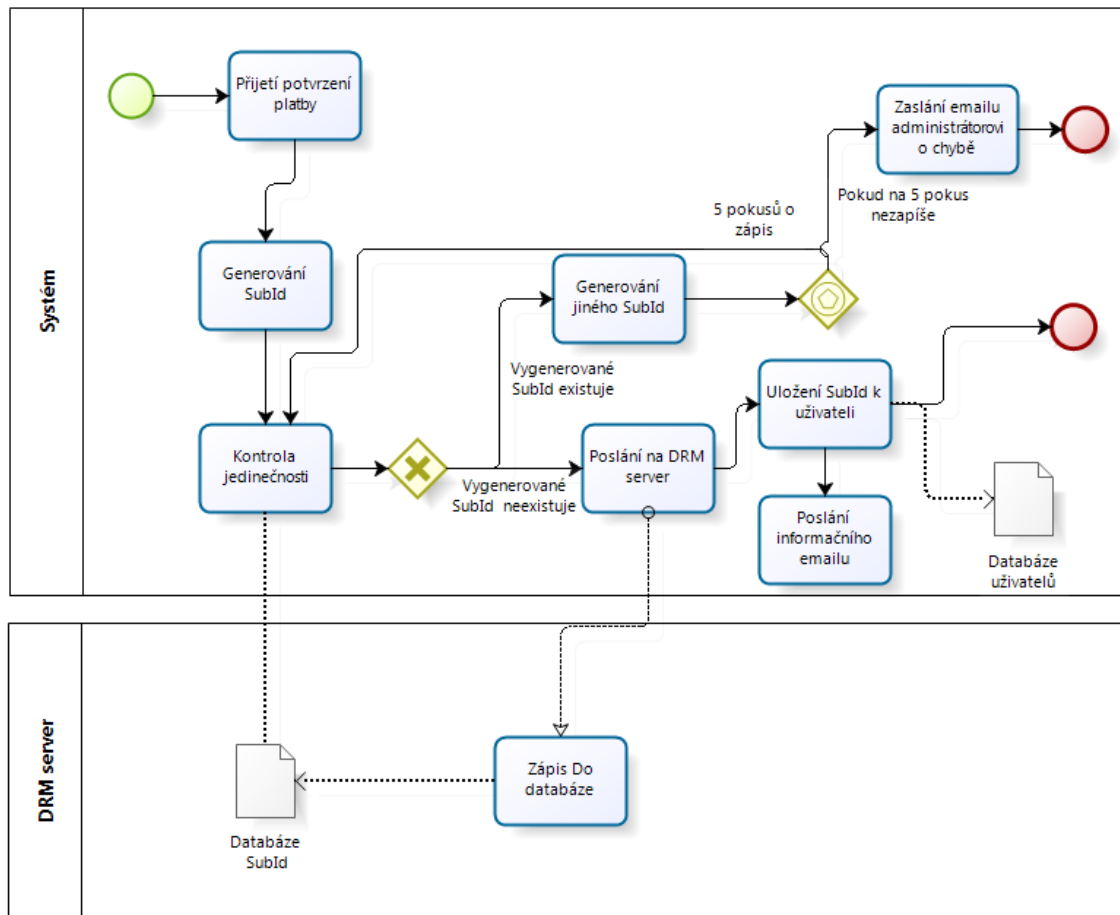 Systém
Přijetí potvrzení
platby
Zaslání emailu
administrátorovi
o chybě
5 pokusů o
zápis
Pokud na 5 pokus
nezapíše
Generování
SubId
Generování
jiného SubId
Vygenerované
SubId existuje
Uložení SubId k
uživateli
Kontrola
jedinečnosti
Vygenerované
SubId neexistuje
Poslání na DRM
server
Poslání
informačního
emailu
Databáze
uživatelů
DRM server
Zápis Do
databáze
Databáze
SubId